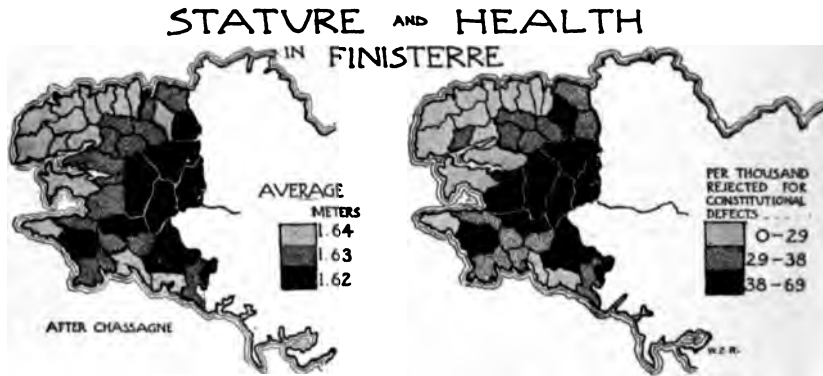 STATURE AND HEALTH
IN FINISTERRE
AVERAGE
METERS
1.64
1.63
1.62
AFTER CHASSAGNE
PER THOUSAND
REJECTED FOR
CONSTITUTIONAL
DEFECTS....
0-29
29-38
38-69
W.Z.R.